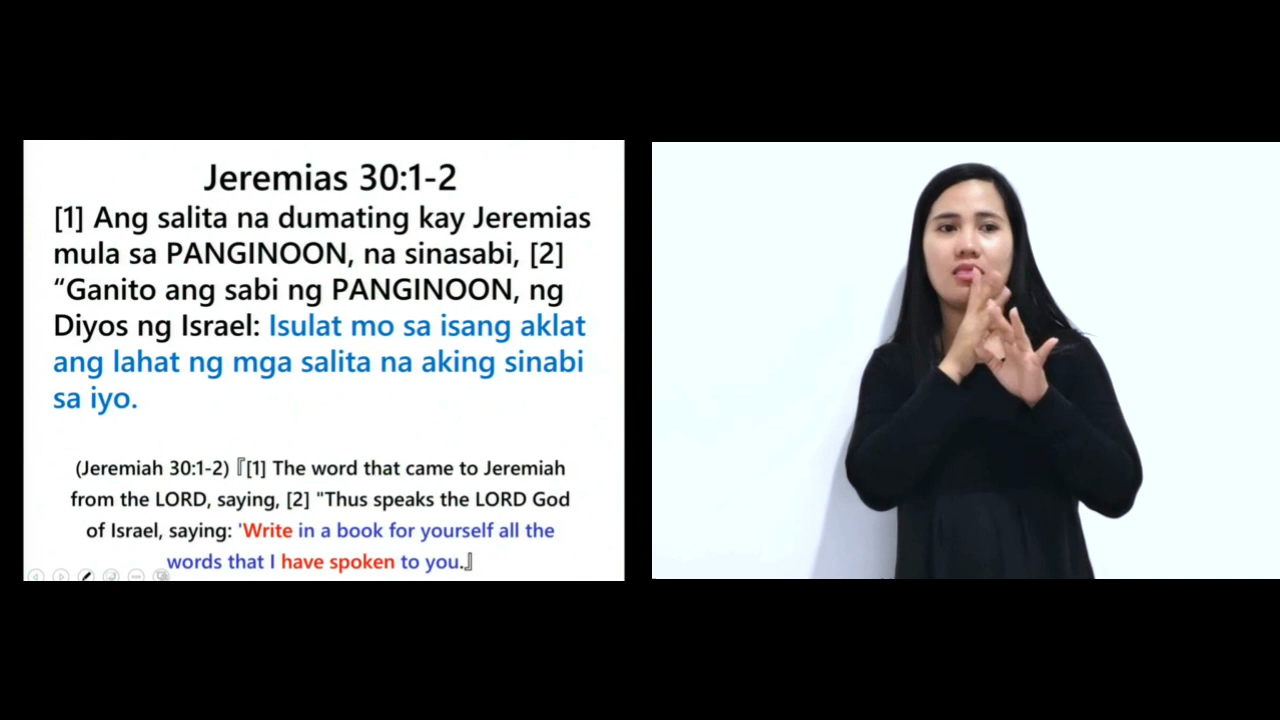 Jeremias 30:1-2
[1] Ang salita na dumating kay Jeremias
mula sa PANGINOON, na sinasabi, [2]
“Ganito ang sabi ng PANGINOON, ng
Diyos ng Israel: Isulat mo sa isang aklat
ang lahat ng mga salita na aking sinabi
sa iyo.
(Jeremiah 30:1-2)『[1] The word that came to Jeremiah
from the LORD, saying, [2] "Thus speaks the LORD God
of Israel, saying: 'Write in a book for yourself all the
words that I have spoken to you.』